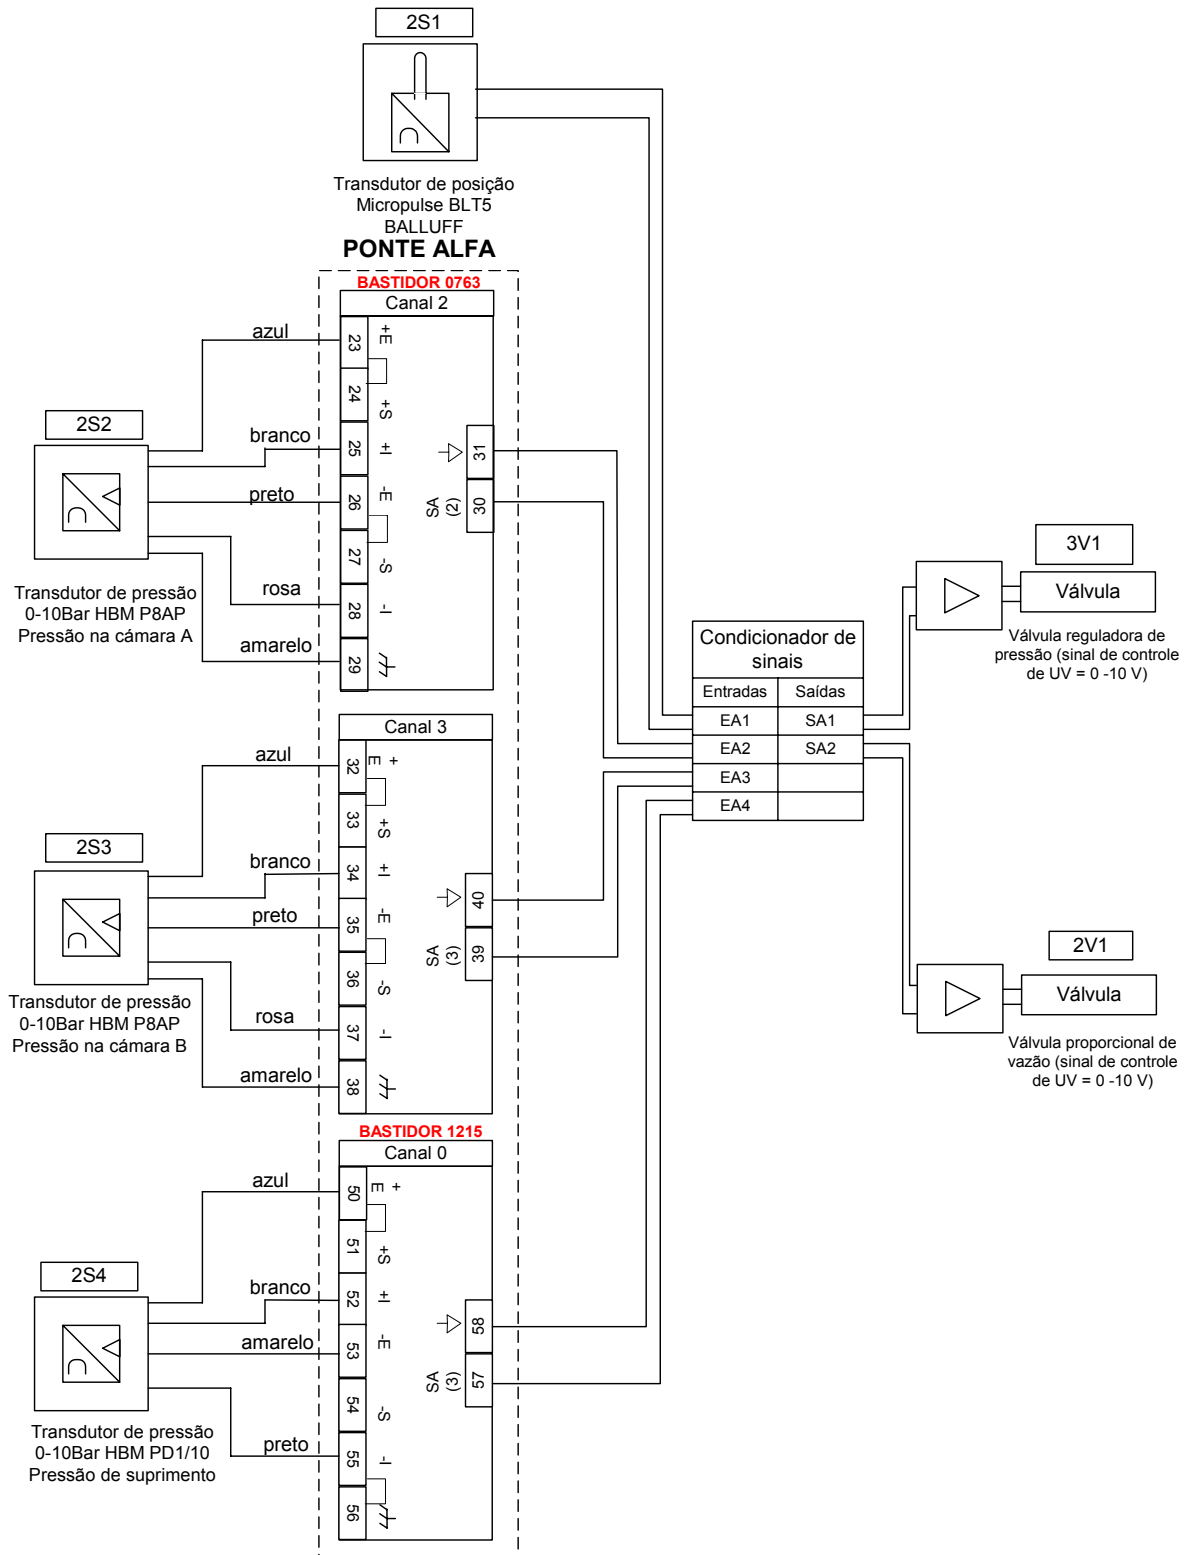 2S1
Transdutor de posição
Micropulse BLT5
BALLUFF
PONTE ALFA
BASTIDOR 0763
Canal 2
azul
23
+E
24
+S
2S2
branco
25
+I
31
preto
26
-E
SA
(2)
30
27
-S
Transdutor de pressão
0-10Bar HBM P8AP
Pressão na cámara A
rosa
28
-I
amarelo
29
3V1
Válvula
Válvula reguladora de
pressão (sinal de controle
de UV = 0 -10 V)
Condicionador de
sinais
Entradas Saídas
EA1 SA1
EA2 SA2
EA3
EA4
Canal 3
azul
32
E +
33
+S
2S3
branco
34
+I
40
preto
35
-E
SA
(3)
39
36
-S
Transdutor de pressão
0-10Bar HBM P8AP
Pressão na cámara B
rosa
37
-I
amarelo
38
2V1
Válvula
Válvula proporcional de
vazão (sinal de controle
de UV = 0 -10 V)
BASTIDOR 1215
Canal 0
azul
50
E +
51
+S
2S4
branco
52
+I
58
amarelo
53
-E
SA
(3)
57
54
-S
Transdutor de pressão
0-10Bar HBM PD1/10
Pressão de suprimento
preto
55
-I
56